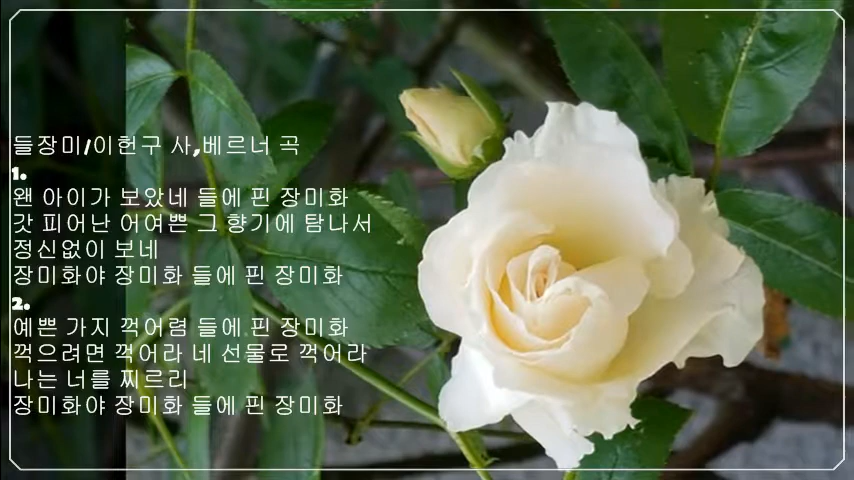 들장미/이헌구 사,베르너 곡
1.
왠 아이가 보았네 들에 핀 장미화
갓 피어난 어여쁜 그 향기에 탐나서
정신없이 보네
장미화야 장미화 들에 핀 장미화
2.
예쁜 가지 꺽어렴 들에 핀 장미화
꺽으려면 꺽어라 네 선물로 꺽어라
나는 너를 찌르리
장미화야 장미화 들에 핀 장미화